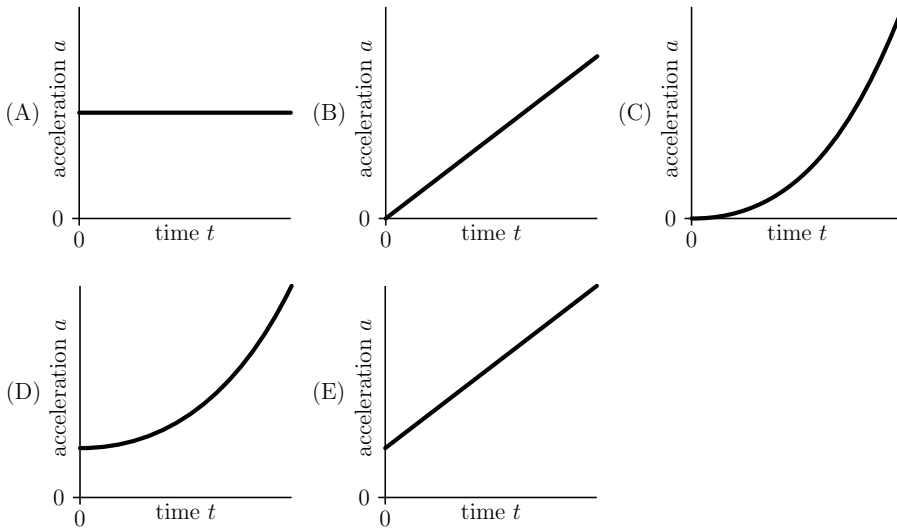 (A)
acceleration a
0
0
time t
(B)
acceleration a
0
0
time t
(C)
acceleration a
0
0
time t
(D)
acceleration a
0
0
time t
(E)
acceleration a
0
0
time t